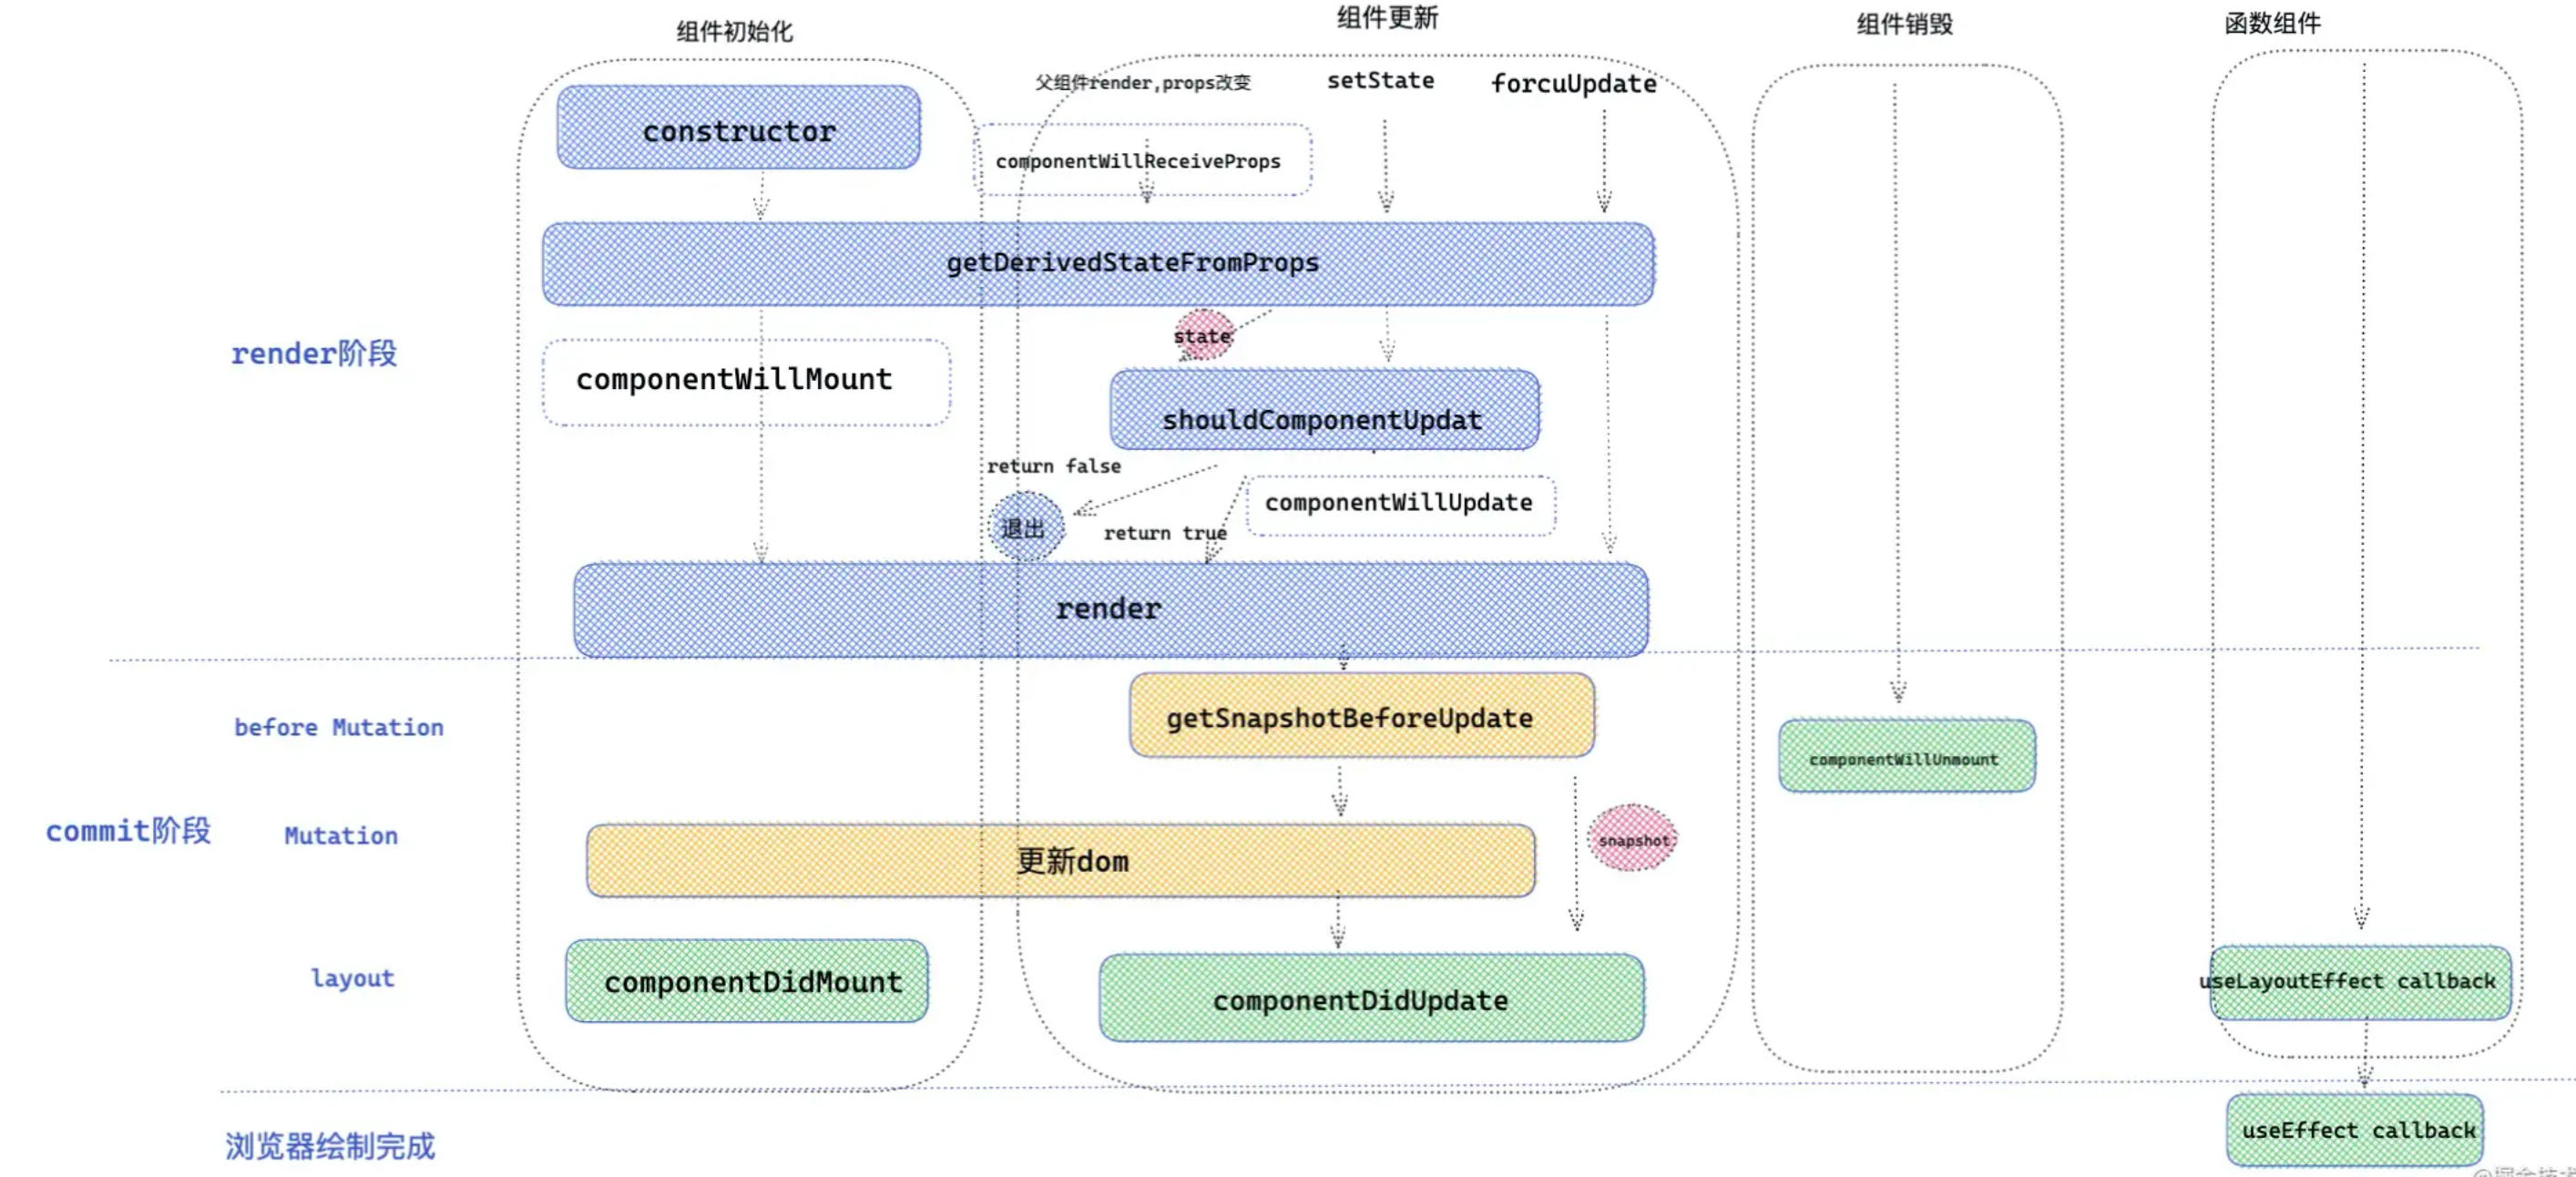 组件初始化
组件更新
组件销毁
函数组件
父组件render,props改变
setState
forcuUpdate
constructor
componentWillReceiveProps
getDerivedStateFromProps
state
render阶段
componentWillMount
shouldComponentUpdat
return false
componentWillUpdate
退出
return true
render
before Mutation
getSnapshotBeforeUpdate
componentWillUnmount
commit阶段
Mutation
更新dom
snapshot
layout
componentDidMount
componentDidUpdate
useLayoutEffect callback
浏览器绘制完成
useEffect callback